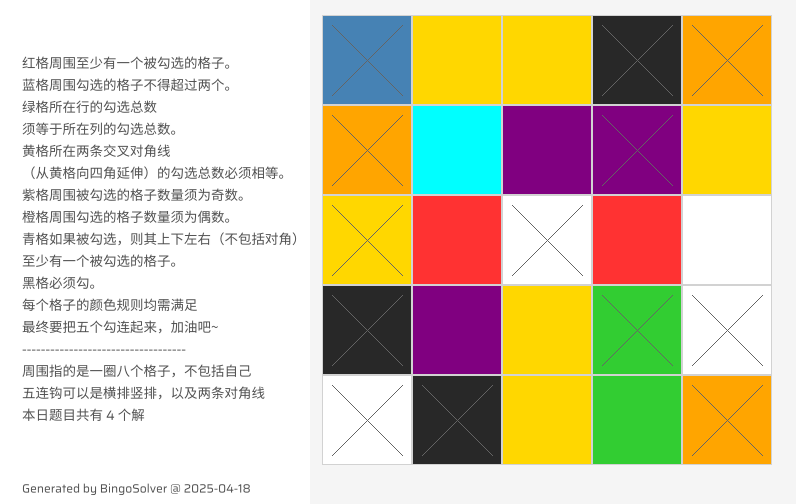 红格周围至少有一个被勾选的格子。
蓝格周围勾选的格子不得超过两个。
绿格所在行的勾选总数
须等于所在列的勾选总数。
黄格所在两条交叉对角线
（从黄格向四角延伸）的勾选总数必须相等。
紫格周围被勾选的格子数量须为奇数。
橙格周围勾选的格子数量须为偶数。
青格如果被勾选，则其上下左右（不包括对角）
至少有一个被勾选的格子。
黑格必须勾。
每个格子的颜色规则均需满足
最终要把五个勾连起来，加油吧~
-----------------------------------
周围指的是一圈八个格子，不包括自己
五连钩可以是横排竖排，以及两条对角线
本日题目共有 4 个解
Generated by BingoSolver @ 2025-04-18